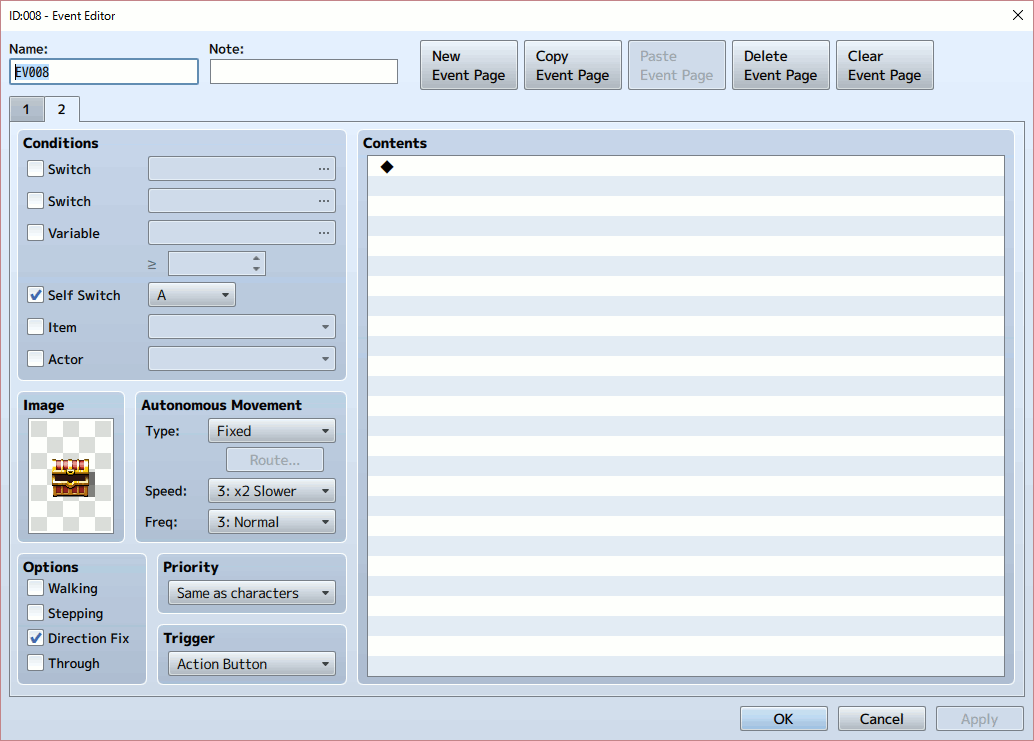 ID:008 - Event Editor
Name:
Note:
EV008
New
Event Page
Copy
Event Page
Paste
Event Page
Delete
Event Page
Clear
Event Page
1
2
Conditions
Switch
...
Switch
...
Variable
...
≥
Self Switch
A
Item
Actor
Image
Autonomous Movement
Type:
Fixed
Route...
Speed:
3: x2 Slower
Freq:
3: Normal
Options
Walking
Stepping
Direction Fix
Through
Priority
Same as characters
Trigger
Action Button
Contents
◆
OK
Cancel
Apply